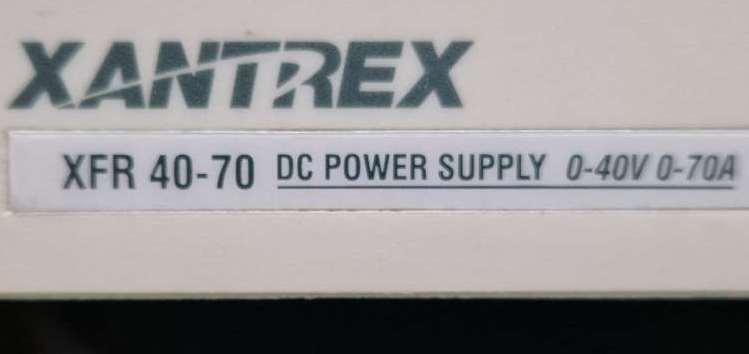 XANTREX
XFR 40-70 DC POWER SUPPLY 0-40V 0-70A